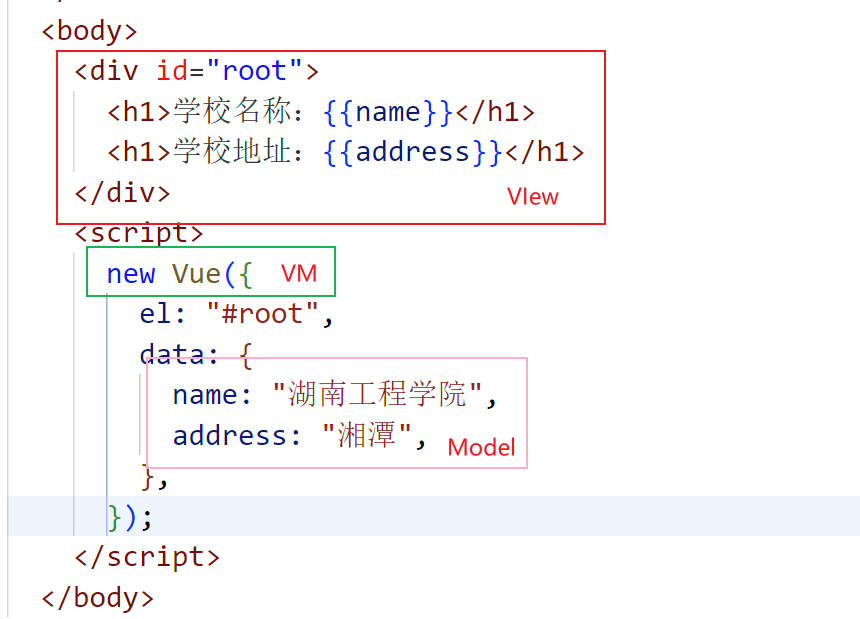 <body>
<div id="root">
<h1>学校名称：{{name}}</h1>
<h1>学校地址：{{address}}</h1>
</div>
VIew
<script>
new Vue({ VM
el: "#root",
data: {
name: "湖南工程学院",
address: "湘潭", Model
},
});
</script>
</body>